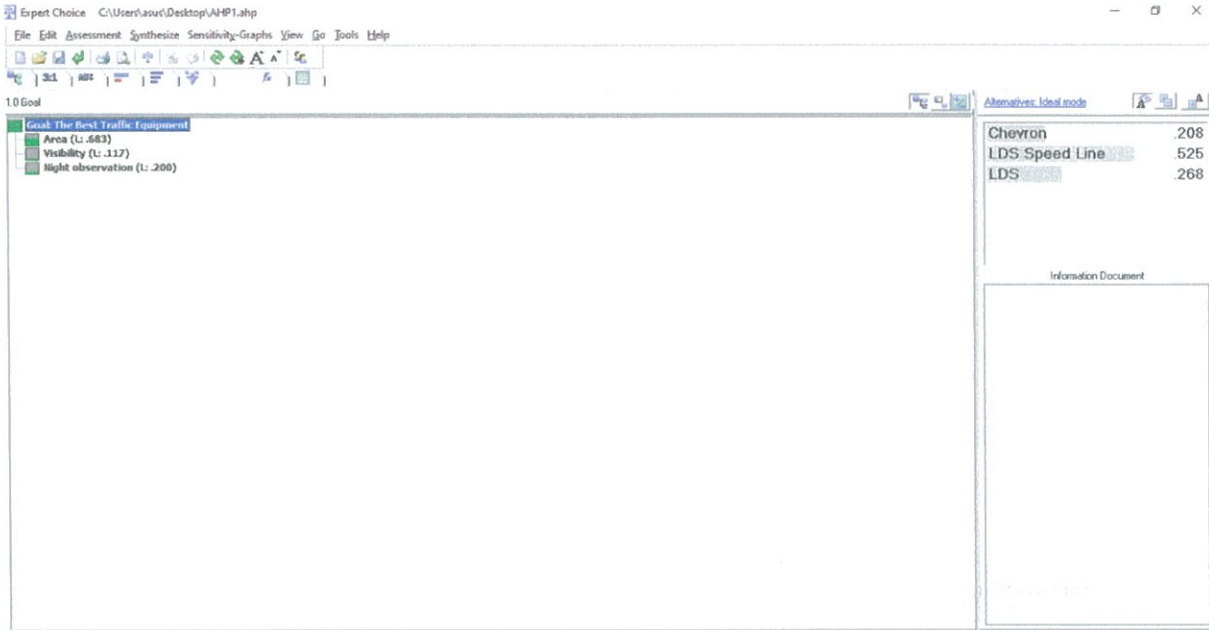 Expert Choice C:\Users\asus\Desktop\AHP1.ahp
File Edit Assessment Synthesize Sensitivity-Graphs View Go Tools Help
3:1 ABC
1.0 Goal
Alternatives: Ideal mode
Goal: The Best Traffic Equipment
Area (L: .683)
Visibility (L: .117)
Night observation (L: .200)
Chevron .208
LDS Speed Line .525
LDS .268
Information Document